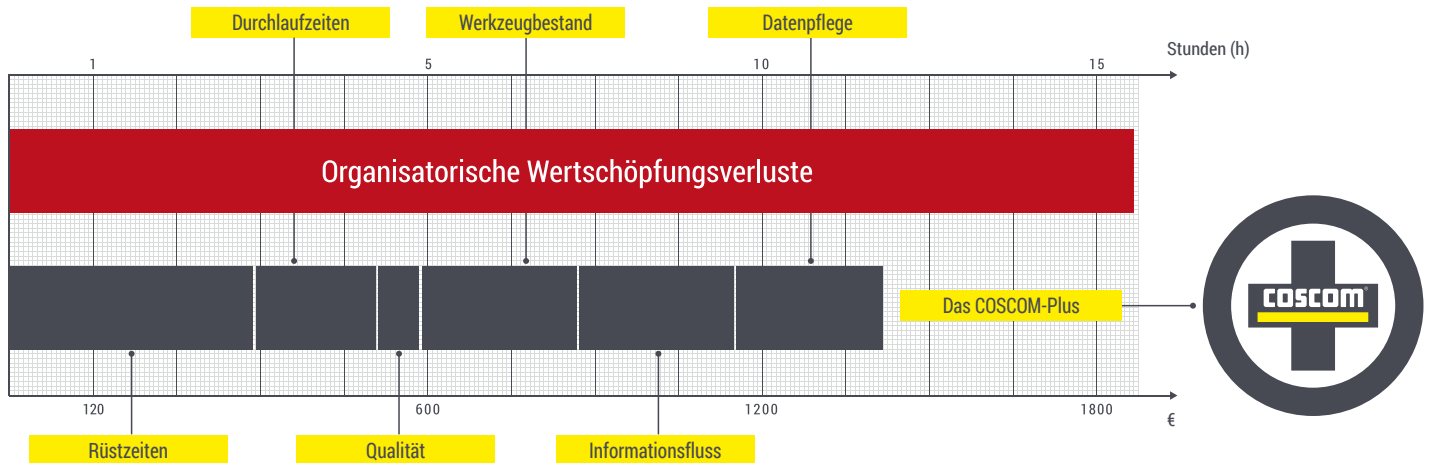 Durchlaufzeiten
Werkzeugbestand
Datenpflege
Stunden (h)
1 5 10 15
Organisatorische Wertschöpfungsverluste
Das COSCOM-Plus
COSCOM®
120 600 1200 1800
€
Rüstzeiten
Qualität
Informationsfluss